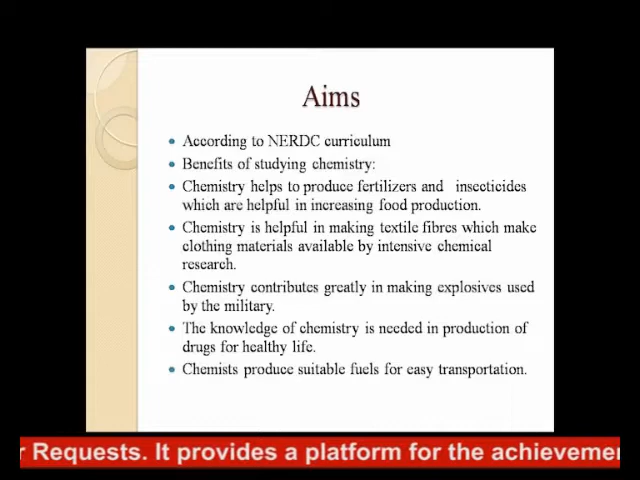 Aims
According to NERDC curriculum
Benefits of studying chemistry:
Chemistry helps to produce fertilizers and insecticides
which are helpful in increasing food production.
Chemistry is helpful in making textile fibres which make
clothing materials available by intensive chemical
research.
Chemistry contributes greatly in making explosives used
by the military.
The knowledge of chemistry is needed in production of
drugs for healthy life.
Chemists produce suitable fuels for easy transportation.
Requests. It provides a platform for the